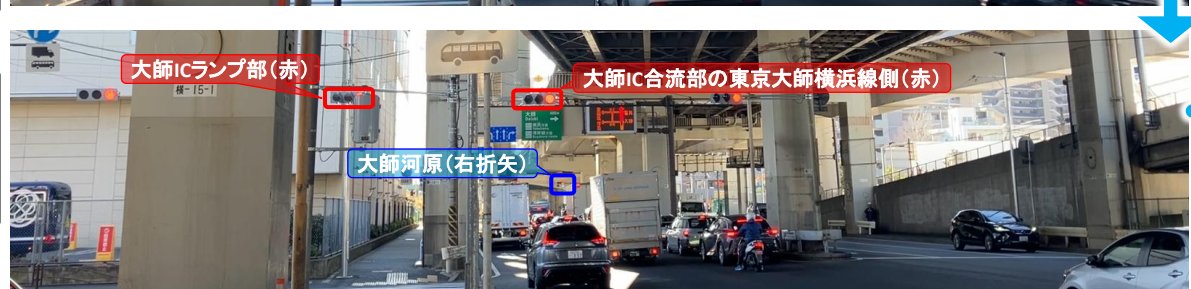 大師ICランプ部（赤）
大師IC合流部の東京大師横浜線側（赤）
横-15-1
大師
Daishi
大師河原（右折矢）